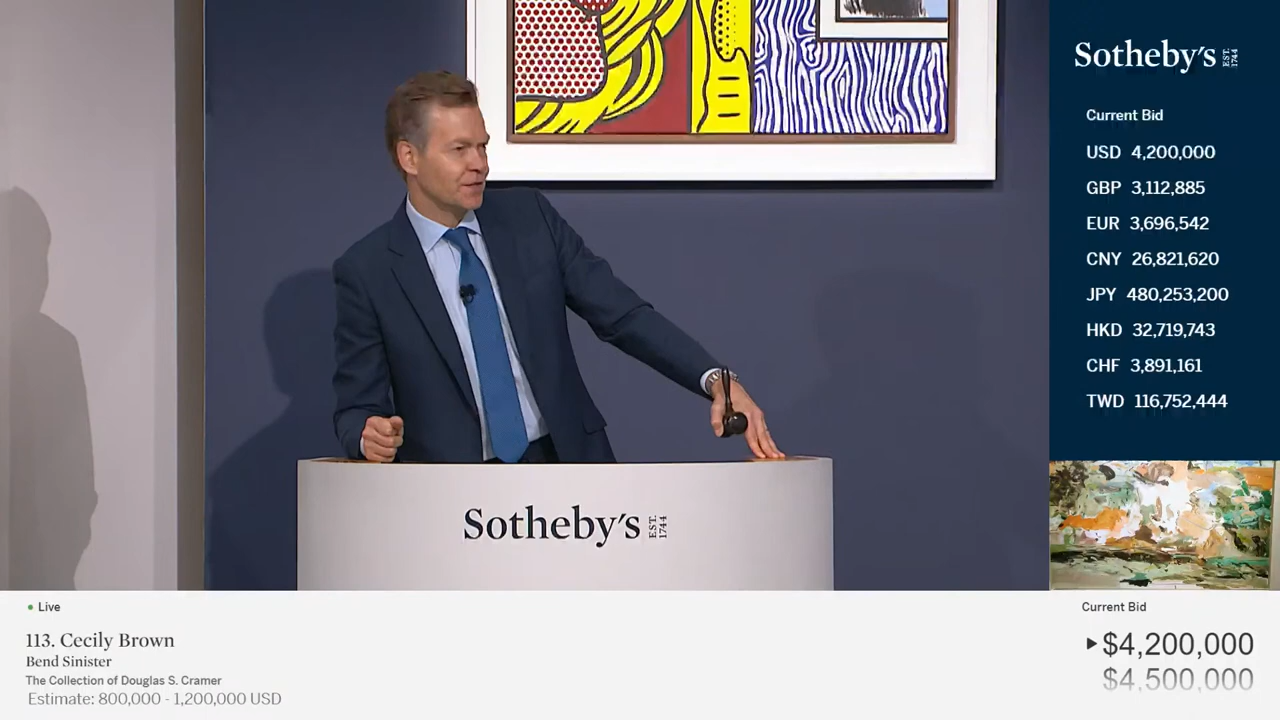 Sotheby's EST. 1744
Current Bid
USD 4,200,000
GBP 3,112,885
EUR 3,696,542
CNY 26,821,620
JPY 480,253,200
HKD 32,719,743
CHF 3,891,161
TWD 116,752,444
Sotheby's EST. 1744
Live
113. Cecily Brown
Bend Sinister
The Collection of Douglas S. Cramer
Estimate: 800,000 - 1,200,000 USD
Current Bid
$4,200,000
$4,500,000